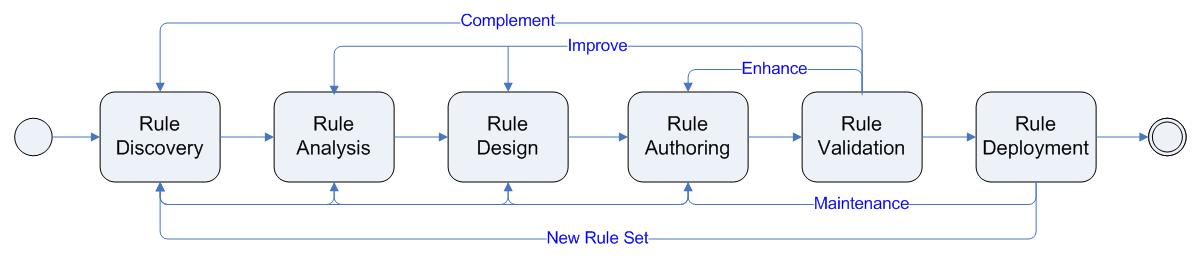 Complement
Improve
Enhance
Rule
Discovery
Rule
Analysis
Rule
Design
Rule
Authoring
Rule
Validation
Rule
Deployment
Maintenance
New Rule Set